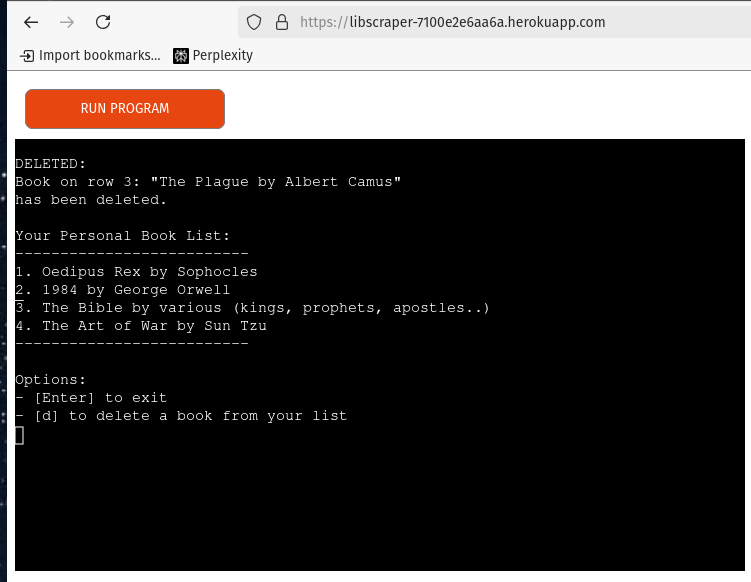 https://libscraper-7100e2e6aa6a.herokuapp.com
Import bookmarks... Perplexity
RUN PROGRAM
DELETED:
Book on row 3: "The Plague by Albert Camus"
has been deleted.
Your Personal Book List:
--------------------------
1. Oedipus Rex by Sophocles
2. 1984 by George Orwell
3. The Bible by various (kings, prophets, apostles..)
4. The Art of War by Sun Tzu
--------------------------
Options:
- [Enter] to exit
- [d] to delete a book from your list